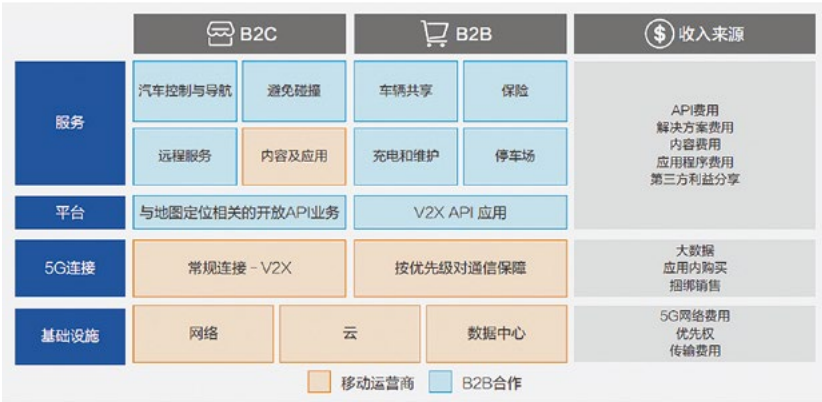 B2C
B2B
$ 收入来源
服务
汽车控制与导航
避免碰撞
车辆共享
保险
远程服务
内容及应用
充电和维护
停车场
API费用
解决方案费用
内容费用
应用程序费用
第三方利益分享
平台
与地图定位相关的开放API业务
V2X API 应用
5G连接
常规连接 – V2X
按优先级对通信保障
大数据
应用内购买
捆绑销售
基础设施
网络
云
数据中心
5G网络费用
优先权
传输费用
移动运营商
B2B合作